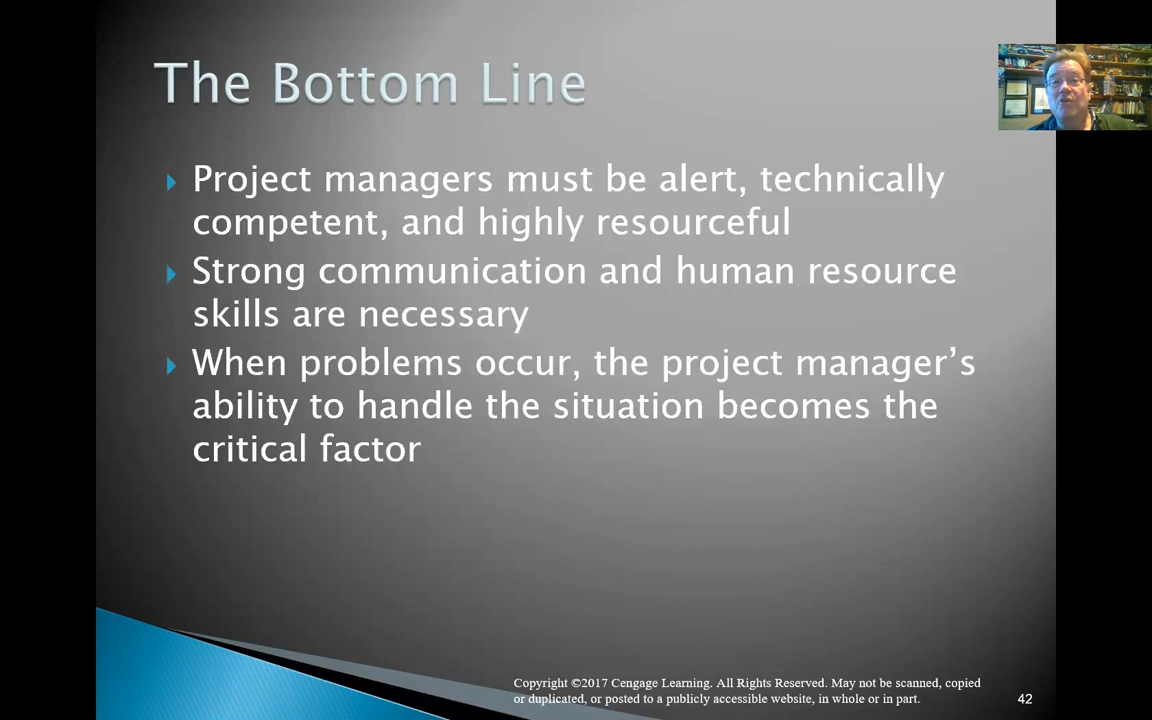 The Bottom Line
Project managers must be alert, technically
competent, and highly resourceful
Strong communication and human resource
skills are necessary
When problems occur, the project manager’s
ability to handle the situation becomes the
critical factor
Copyright ©2017 Cengage Learning. All Rights Reserved. May not be scanned, copied
or duplicated, or posted to a publicly accessible website, in whole or in part.
42